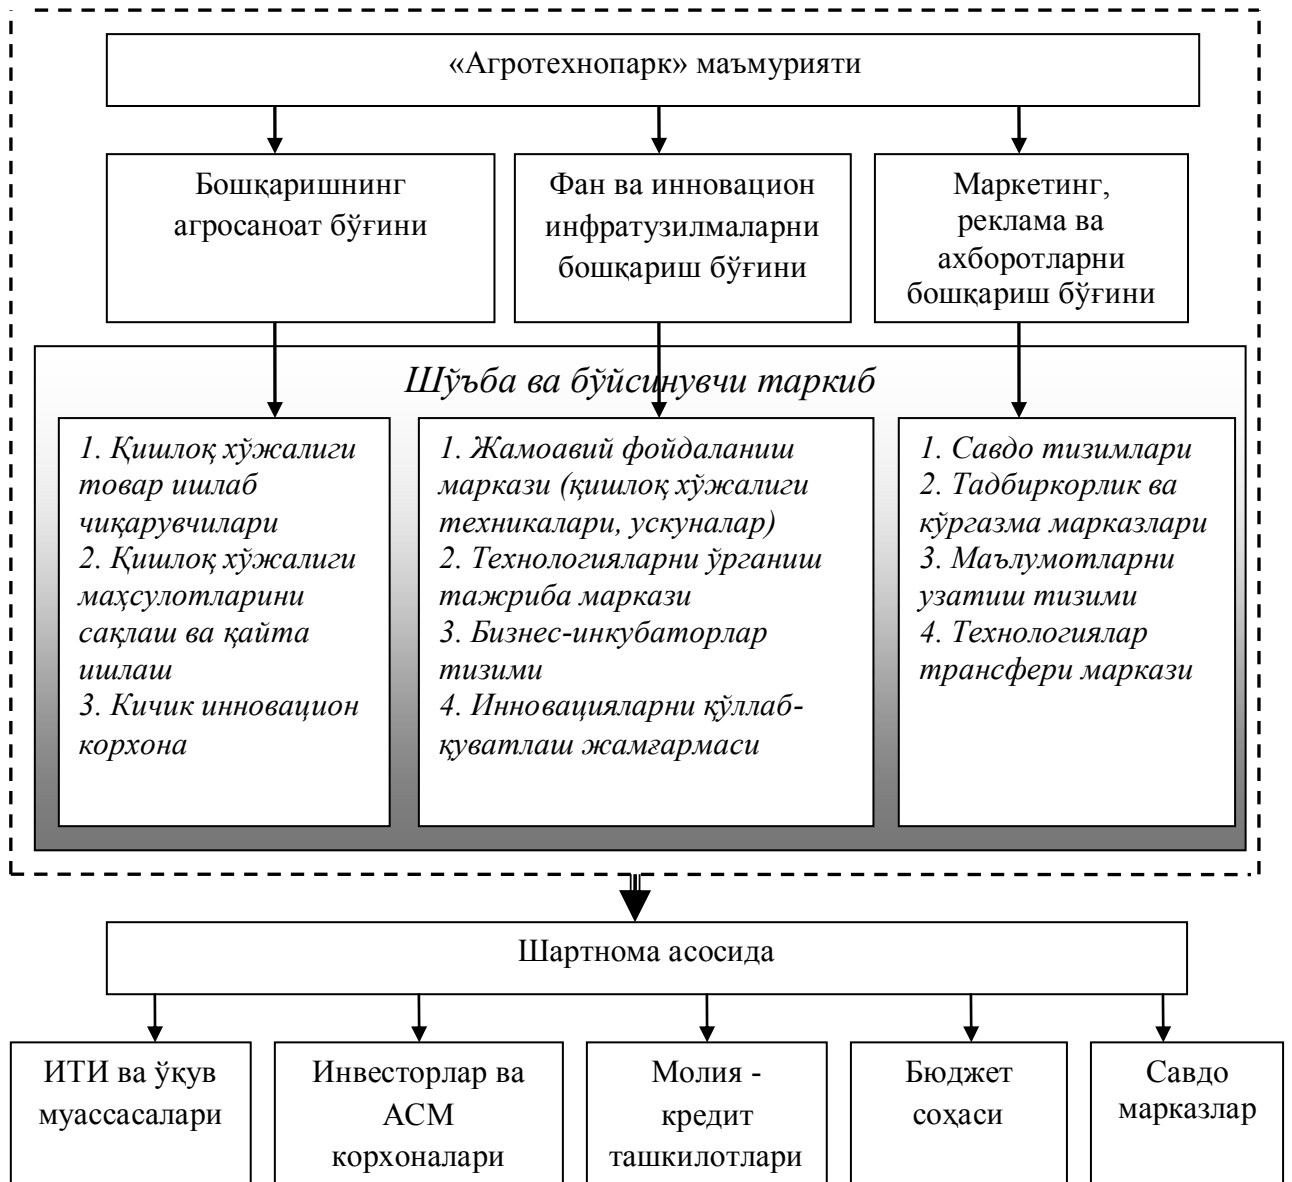 «Агротехнопарк» маъмурияти
Бошқаришнинг
агросаноат бўғини
Фан ва инновацион
инфратузилмаларни
бошқариш бўғини
Маркетинг,
реклама ва
ахборотларни
бошқариш бўғини
Шўъба ва бўйсинувчи таркиб
1. Қишлоқ хўжалиги
товар ишлаб
чиқарувчилари
2. Қишлоқ хўжалиги
маҳсулотларини
сақлаш ва қайта
ишлаш
3. Кичик инновацион
корхона
1. Жамоавий фойдаланиш
маркази (қишлоқ хўжалиги
техникалари, ускуналар)
2. Технологияларни ўрганиш
тажриба маркази
3. Бизнес-инкубаторлар
тизими
4. Инновацияларни қўллаб-
қуватлаш жамғармаси
1. Савдо тизимлари
2. Тадбиркорлик ва
кўргазма марказлари
3. Маълумотларни
узатиш тизими
4. Технологиялар
трансфери маркази
Шартнома асосида
ИТИ ва ўқув
муассасалари
Инвесторлар ва
АСМ
корхоналари
Молия -
кредит
ташкилотлари
Бюджет
соҳаси
Савдо
марказлар